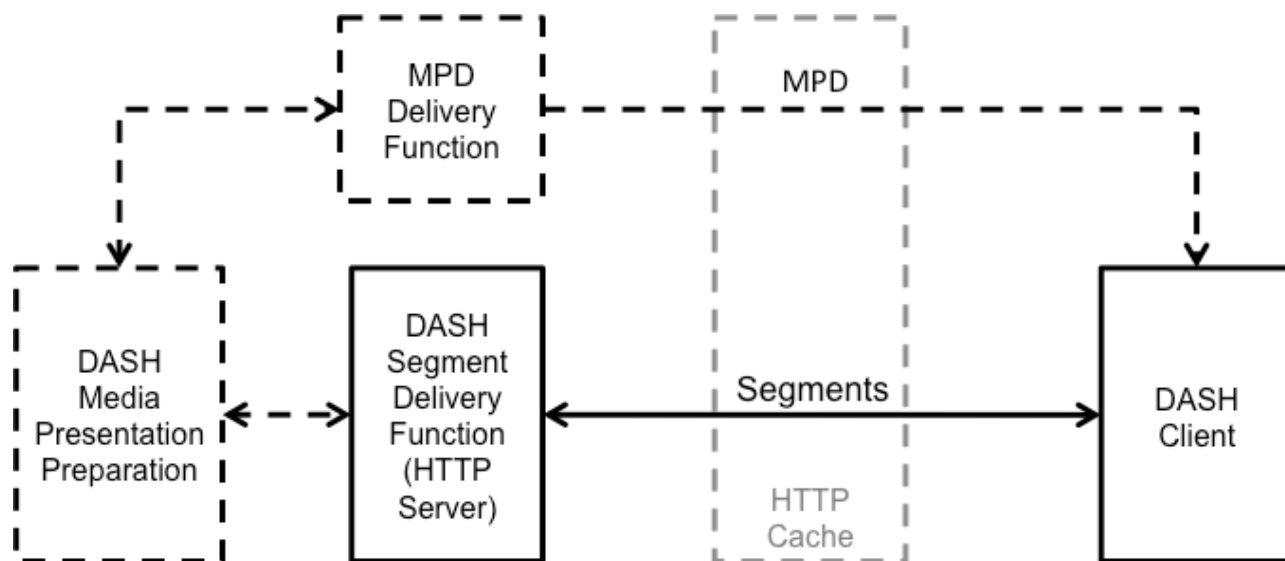 MPD
Delivery
Function
MPD
DASH
Media
Presentation
Preparation
DASH
Segment
Delivery
Function
(HTTP
Server)
Segments
HTTP
Cache
DASH
Client